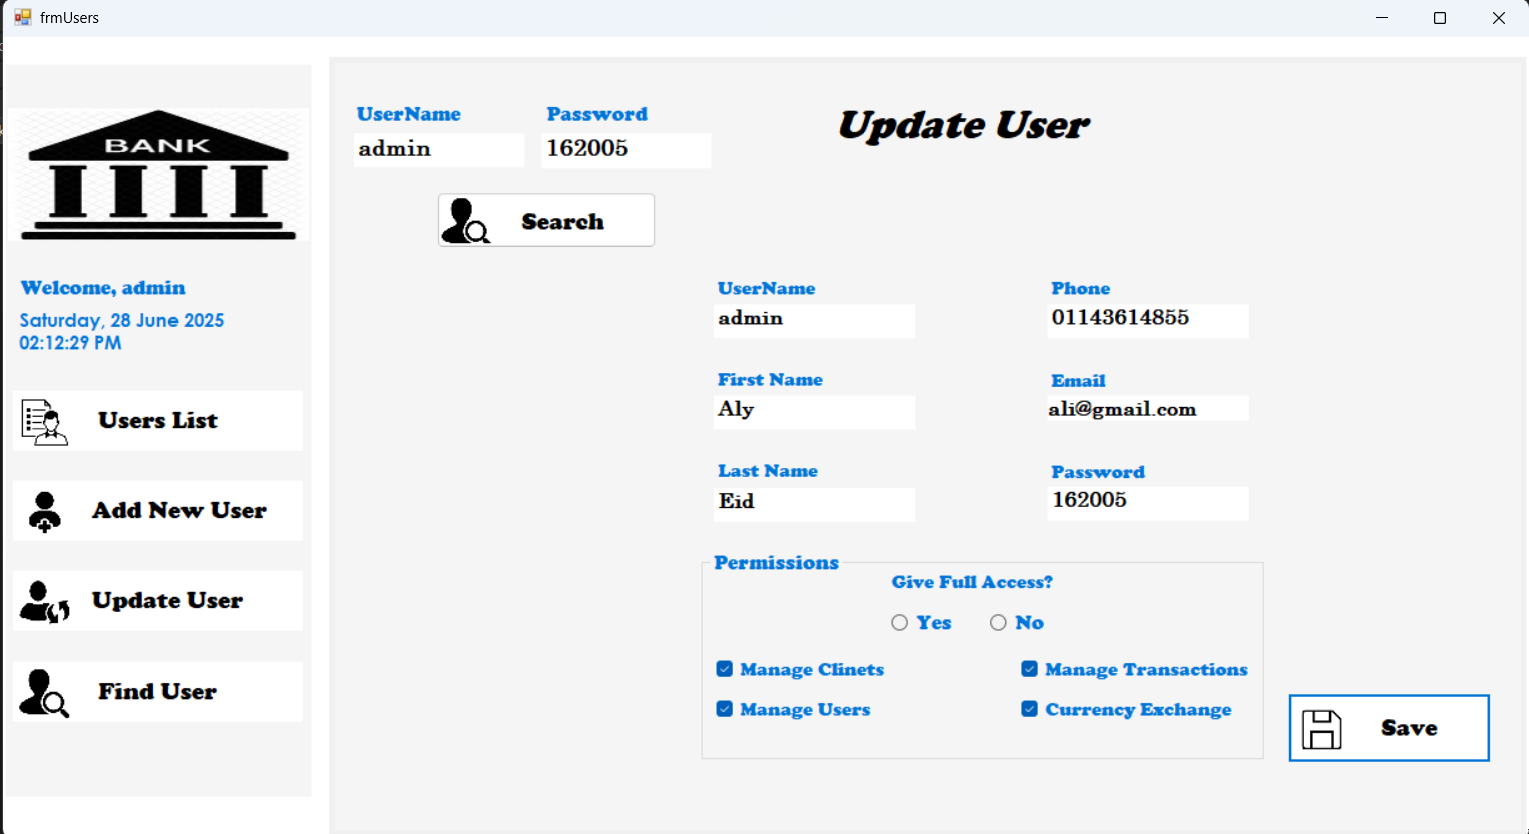 frmUsers
BANK
Welcome, admin
Saturday, 28 June 2025
02:12:29 PM
Users List
Add New User
Update User
Find User
UserName Password
admin 162005
Search
Update User
UserName Phone
admin 01143614855
First Name Email
Aly ali@gmail.com
Last Name Password
Eid 162005
Permissions
Give Full Access?
Yes No
Manage Clinets Manage Transactions
Manage Users Currency Exchange
Save